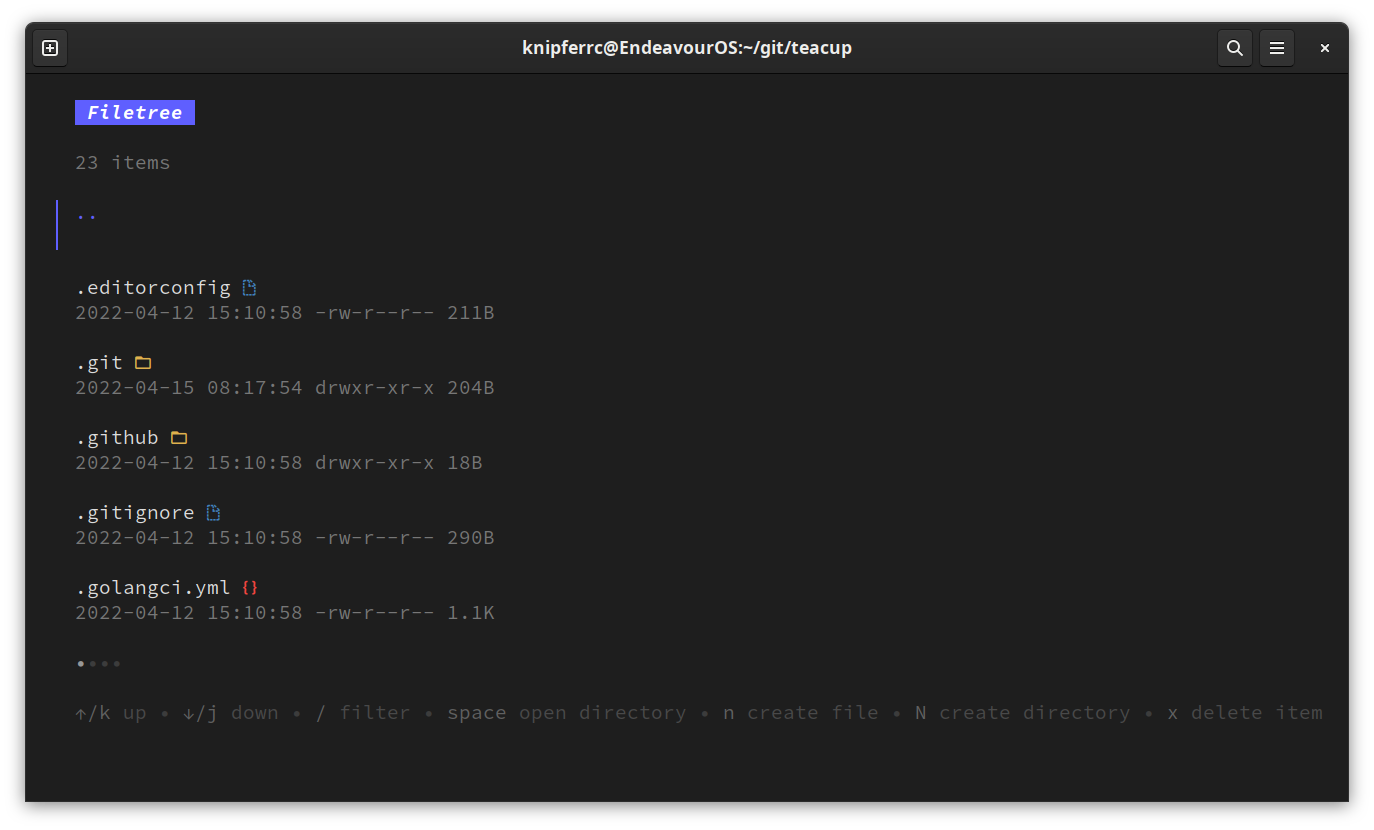 knipferrc@EndeavourOS:~/git/teacup
Filetree
23 items
..
.editorconfig
2022-04-12 15:10:58 -rw-r--r-- 211B
.git
2022-04-15 08:17:54 drwxr-xr-x 204B
.github
2022-04-12 15:10:58 drwxr-xr-x 18B
.gitignore
2022-04-12 15:10:58 -rw-r--r-- 290B
.golangci.yml {}
2022-04-12 15:10:58 -rw-r--r-- 1.1K
••••
↑/k up • ↓/j down • / filter • space open directory • n create file • N create directory • x delete item